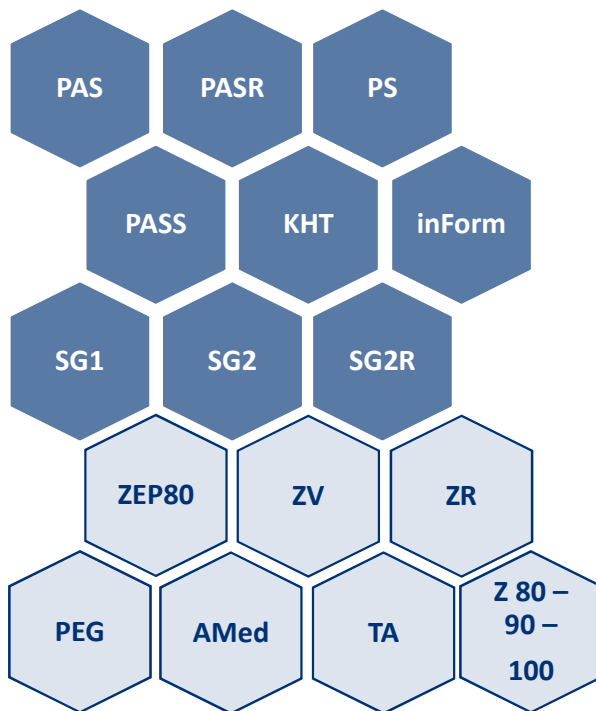 PAS
PASR
PS
PASS
KHT
inForm
SG1
SG2
SG2R
ZEP80
ZV
ZR
PEG
AMed
TA
Z 80 –
90 –
100